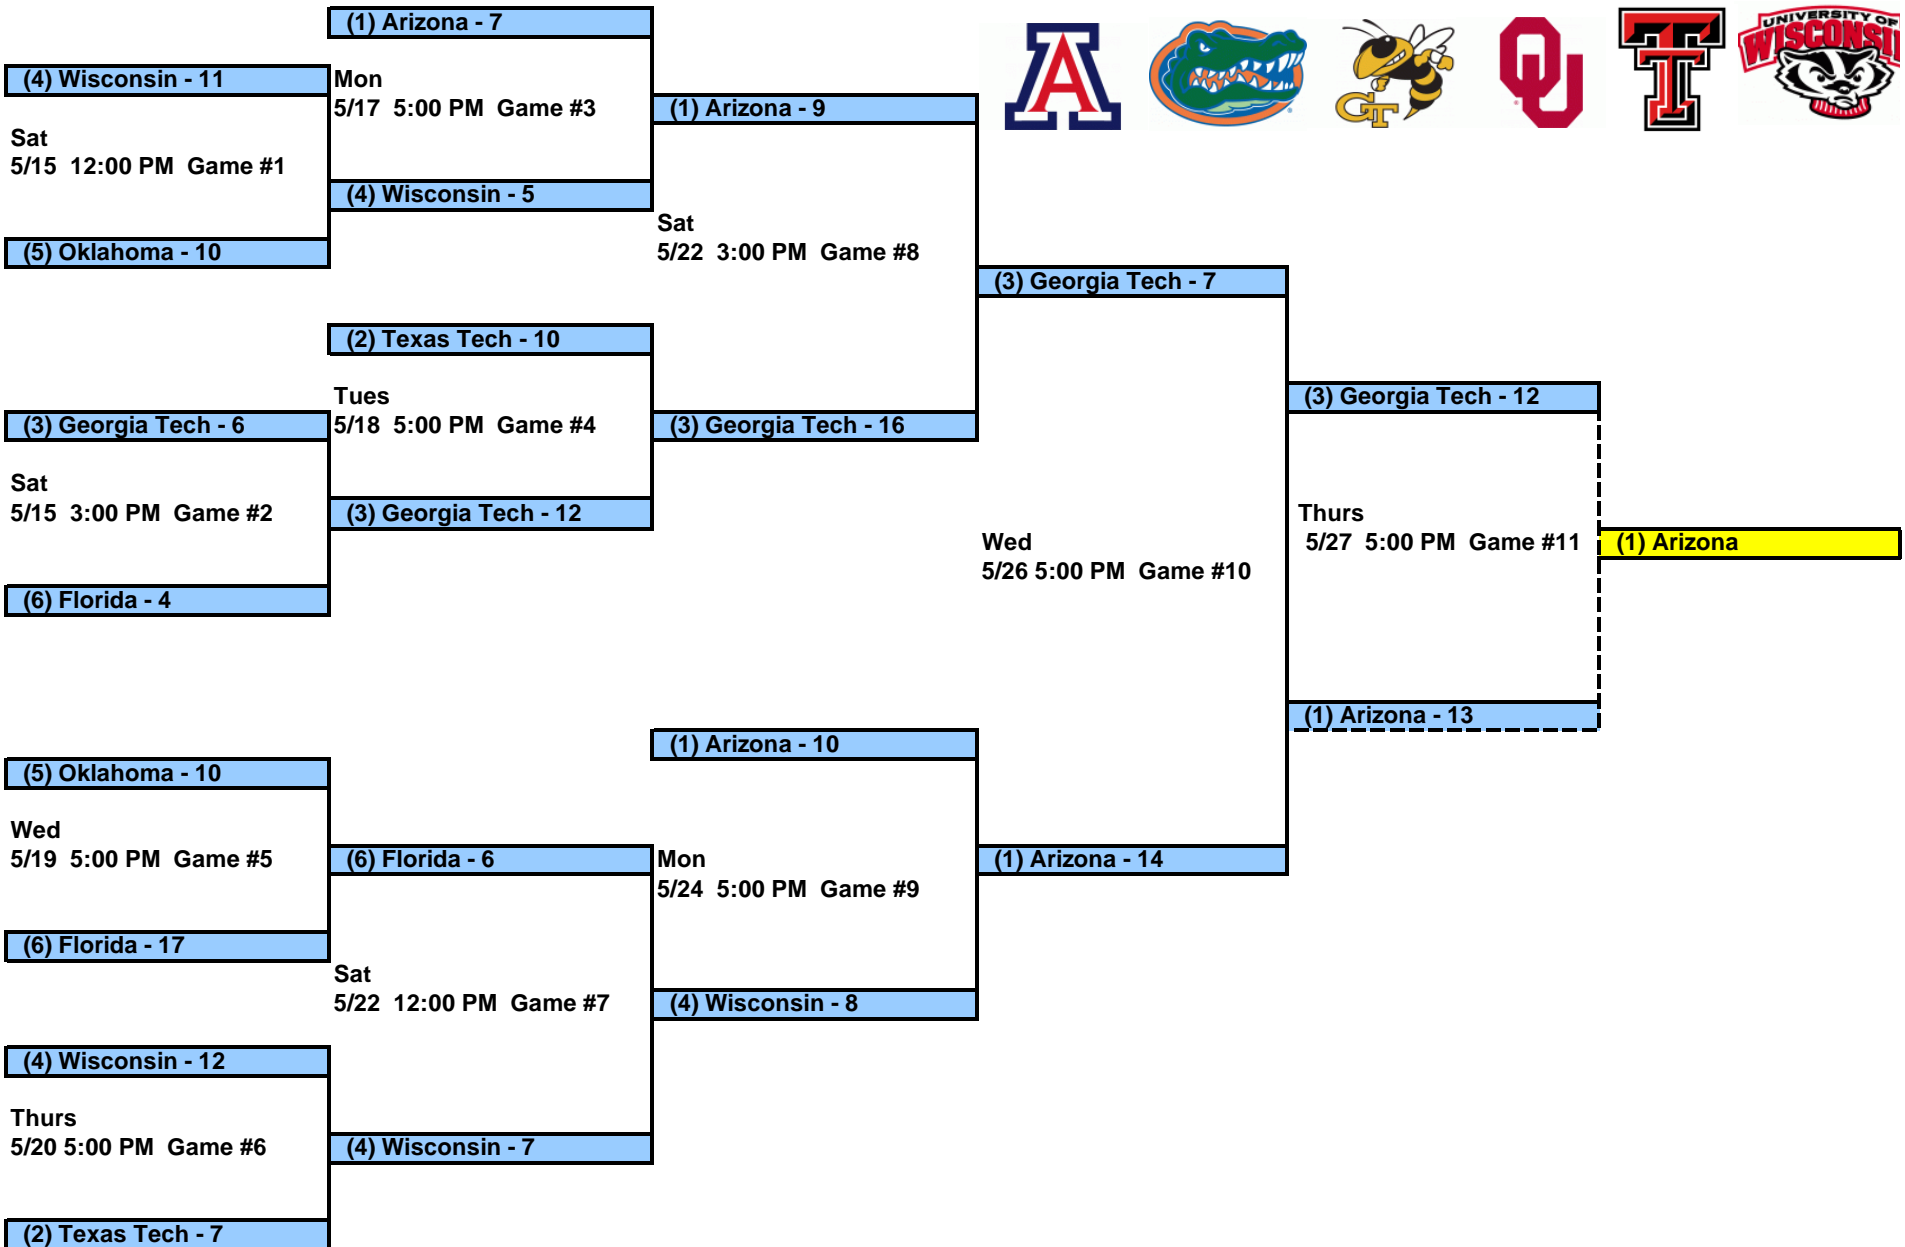 (1) Arizona - 7
(4) Wisconsin - 11
Mon
5/17 5:00 PM Game #3
(1) Arizona - 9
Sat
5/15 12:00 PM Game #1
(4) Wisconsin - 5
(5) Oklahoma - 10
Sat
5/22 3:00 PM Game #8
(3) Georgia Tech - 7
(2) Texas Tech - 10
Tues
5/18 5:00 PM Game #4
(3) Georgia Tech - 6
(3) Georgia Tech - 16
(3) Georgia Tech - 12
Sat
5/15 3:00 PM Game #2
(3) Georgia Tech - 12
Thurs
5/27 5:00 PM Game #11
(1) Arizona
Wed
5/26 5:00 PM Game #10
(6) Florida - 4
(1) Arizona - 13
(1) Arizona - 10
(5) Oklahoma - 10
Wed
5/19 5:00 PM Game #5
(6) Florida - 6
Mon
5/24 5:00 PM Game #9
(1) Arizona - 14
(6) Florida - 17
Sat
5/22 12:00 PM Game #7
(4) Wisconsin - 8
(4) Wisconsin - 12
Thurs
5/20 5:00 PM Game #6
(4) Wisconsin - 7
(2) Texas Tech - 7
A
GT
OU
TT
UNIVERSITY OF
WISCONSI